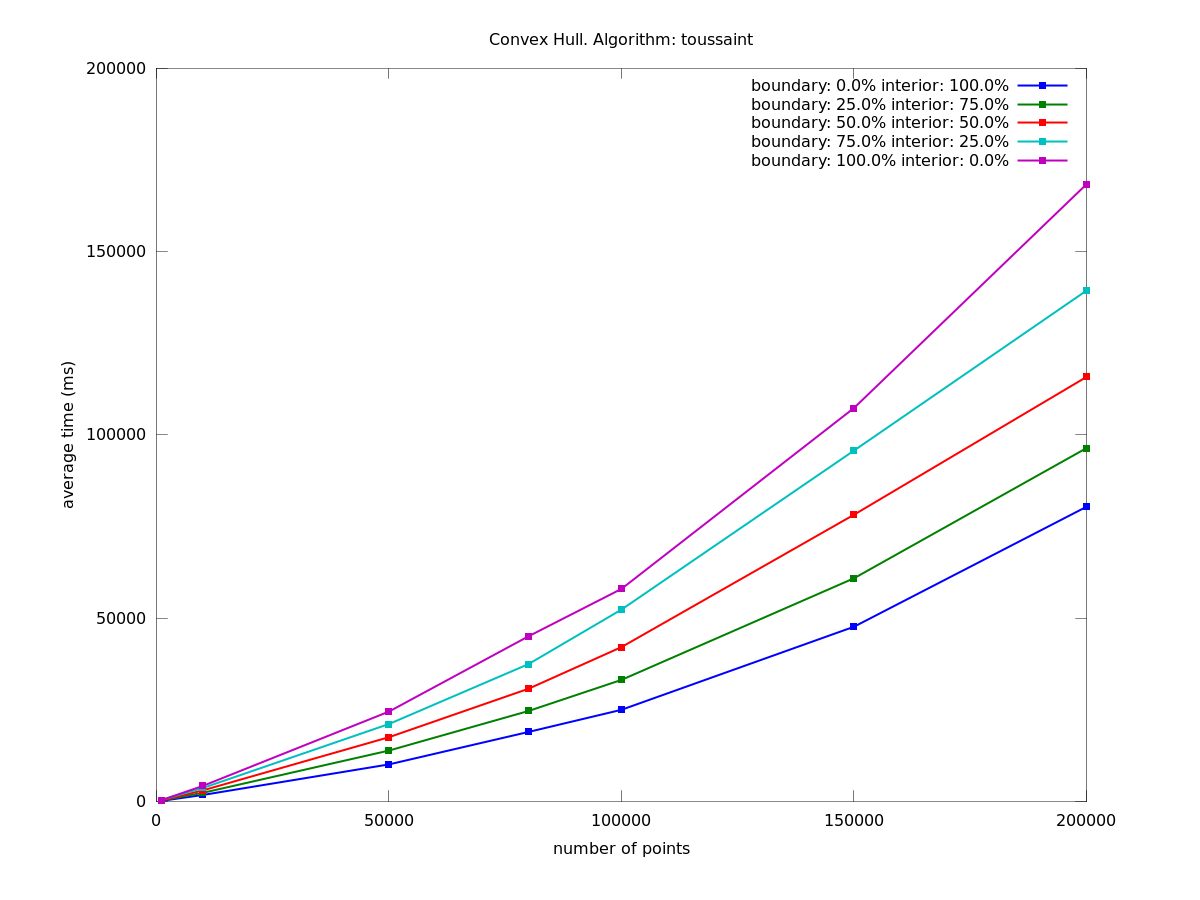 Convex Hull. Algorithm: toussaint
200000
boundary: 0.0% interior: 100.0%
boundary: 25.0% interior: 75.0%
boundary: 50.0% interior: 50.0%
boundary: 75.0% interior: 25.0%
boundary: 100.0% interior: 0.0%
150000
average time (ms)
100000
50000
0
0 50000 100000 150000 200000
number of points